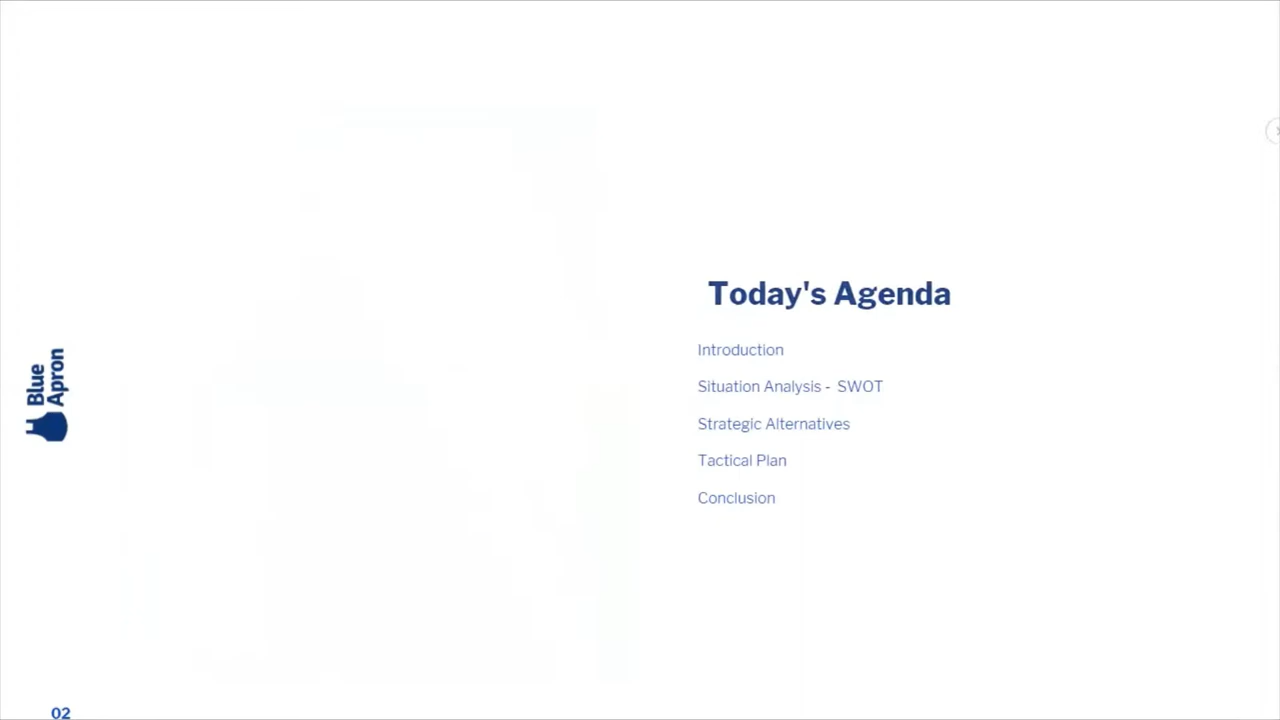 Today's Agenda
Introduction
Situation Analysis - SWOT
Strategic Alternatives
Tactical Plan
Conclusion
Blue
Apron
02